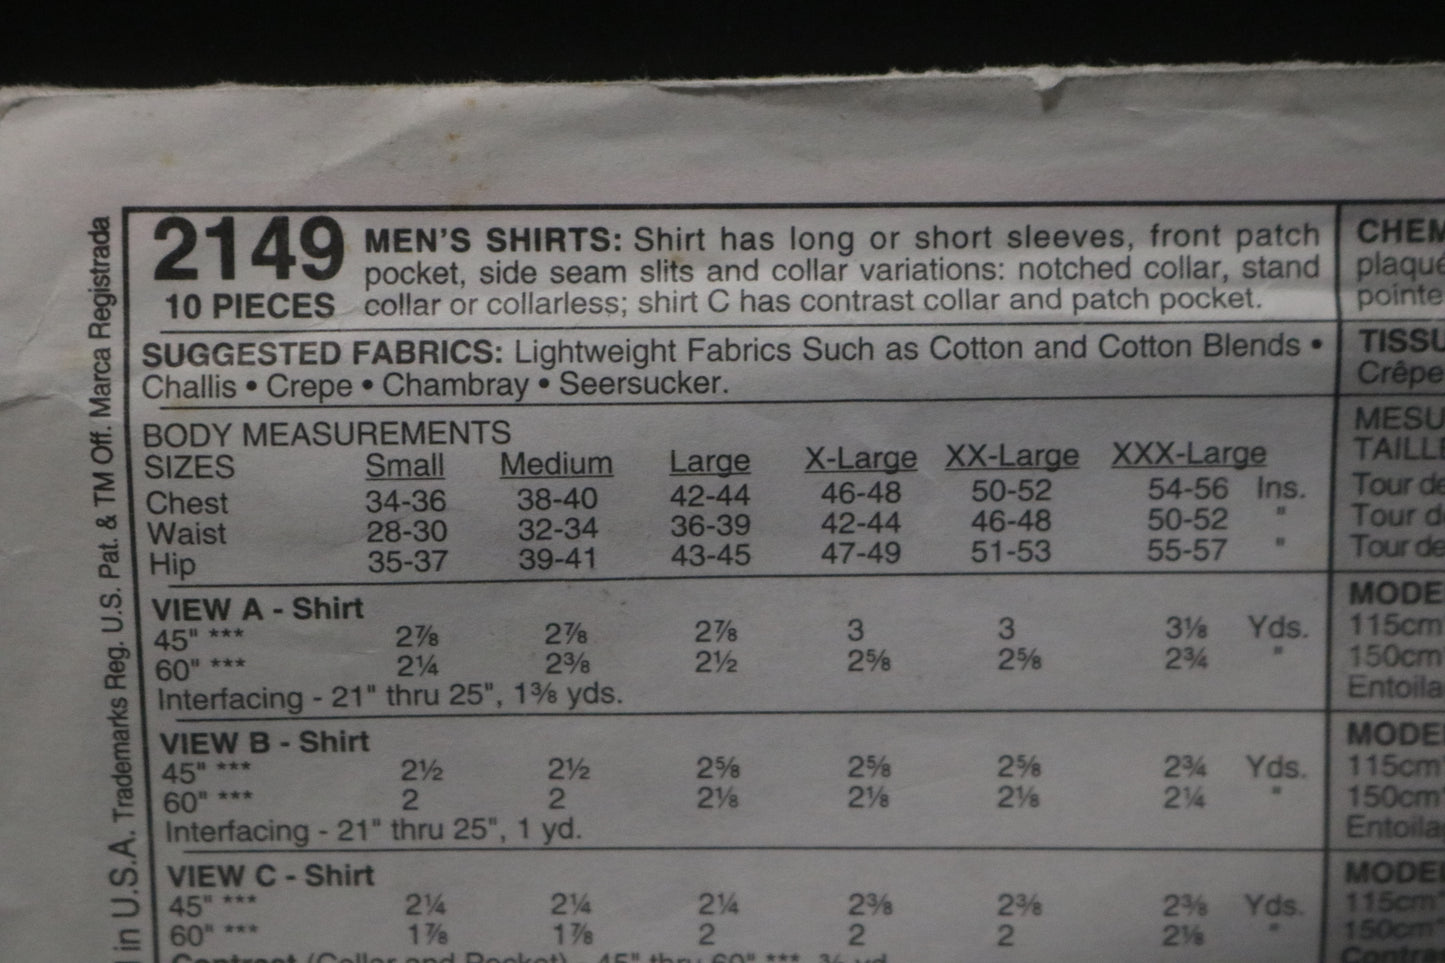 2149
10 PIECES
MEN'S SHIRTS: Shirt has long or short sleeves, front patch
pocket, side seam slits and collar variations: notched collar, stand
collar or collarless; shirt C has contrast collar and patch pocket.
SUGGESTED FABRICS: Lightweight Fabrics Such as Cotton and Cotton Blends •
Challis • Crepe • Chambray • Seersucker.
BODY MEASUREMENTS
SIZES Small Medium Large X-Large XX-Large XXX-Large
Chest 34-36 38-40 42-44 46-48 50-52 54-56 Ins.
Waist 28-30 32-34 36-39 42-44 46-48 50-52 "
Hip 35-37 39-41 43-45 47-49 51-53 55-57 "
VIEW A - Shirt
45" *** 2⅞ 2⅞ 2⅞ 3 3 3⅛ Yds.
60" *** 2¼ 2⅜ 2½ 2⅝ 2⅝ 2¾ "
Interfacing - 21" thru 25", 1⅜ yds.
VIEW B - Shirt
45" *** 2½ 2½ 2⅝ 2⅝ 2⅝ 2¾ Yds.
60" *** 2 2 2⅛ 2⅛ 2⅛ 2¼ "
Interfacing - 21" thru 25", 1 yd.
VIEW C - Shirt
45" *** 2¼ 2¼ 2¼ 2⅜ 2⅜ 2⅜ Yds.
60" *** 1⅞ 1⅞ 2 2 2 2⅛ "
Contrast (Collar and Pocket) - 45" thru 60" ***, yd.
in U.S.A. Trademarks Reg. U.S. Pat. & TM Off. Marca Registrada
CHEM
plaqué
pointe
TISSU
Crêpe
MESU
TAILLE
Tour de
Tour d
Tour de
MODE
115cm
150cm
Entoila
MODE
115cm
150cm
Entoila
MODE
115cm
150cm
Contra